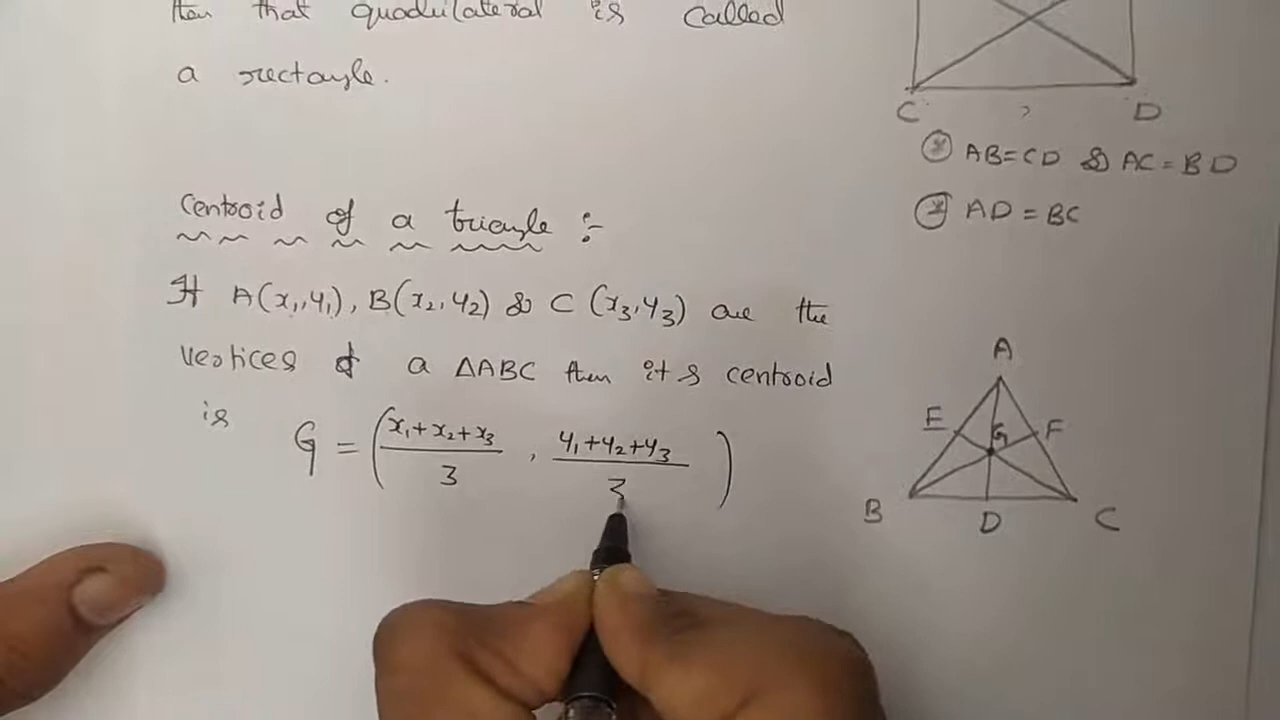 then that quadrilateral is called
a rectangle.
C D
* AB=CD & AC=BD
* AD=BC
Centroid of a triangle :-
If A(x₁,y₁), B(x₂,y₂) & C (x₃,y₃) are the
vertices of a ΔABC then it s centroid
is
G = (x₁+x₂+x₃/3 , y₁+y₂+y₃/3)
A
E G F
B D C